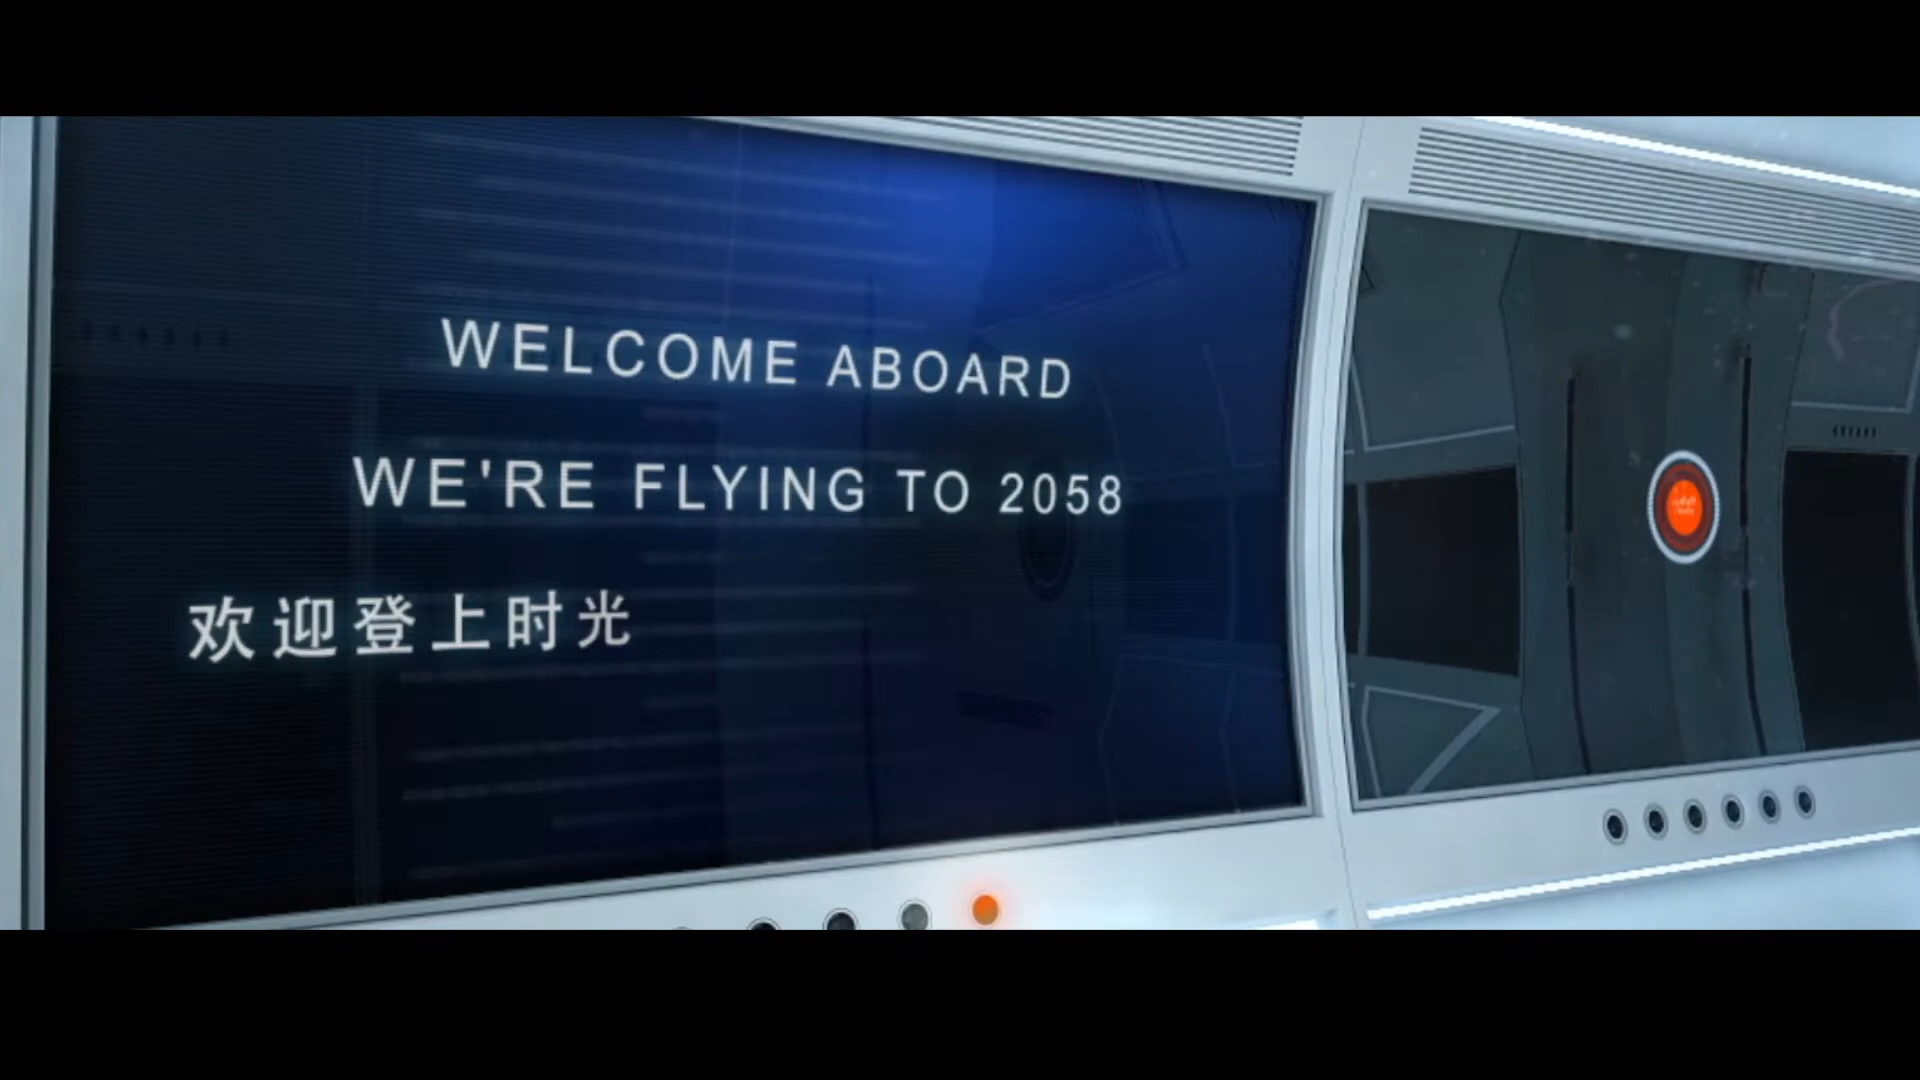 WELCOME ABOARD
WE'RE FLYING TO 2058
欢迎登上时光